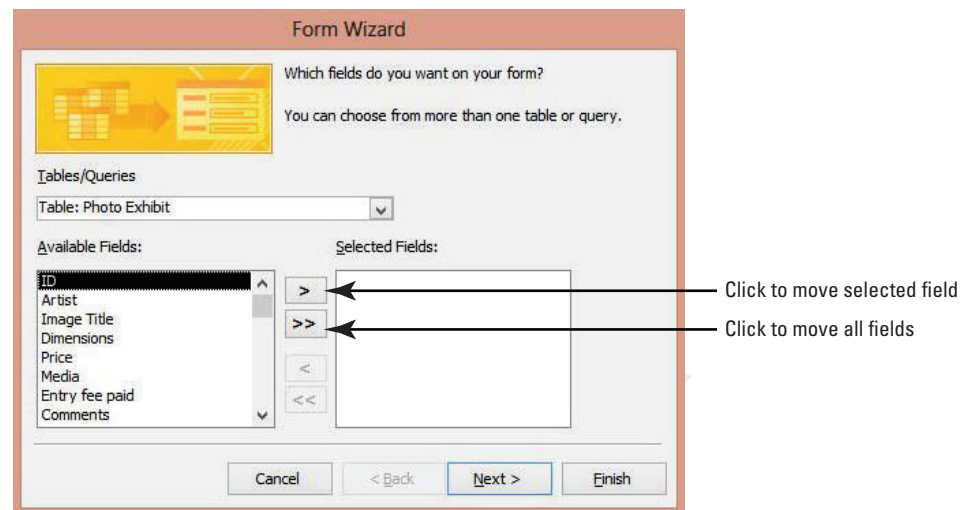 Form Wizard
Which fields do you want on your form?
You can choose from more than one table or query.
Tables/Queries
Table: Photo Exhibit
Available Fields:
Selected Fields:
ID
Artist
Image Title
Dimensions
Price
Media
Entry fee paid
Comments
>
>>
<
<<
Click to move selected field
Click to move all fields
Cancel
< Back
Next >
Finish